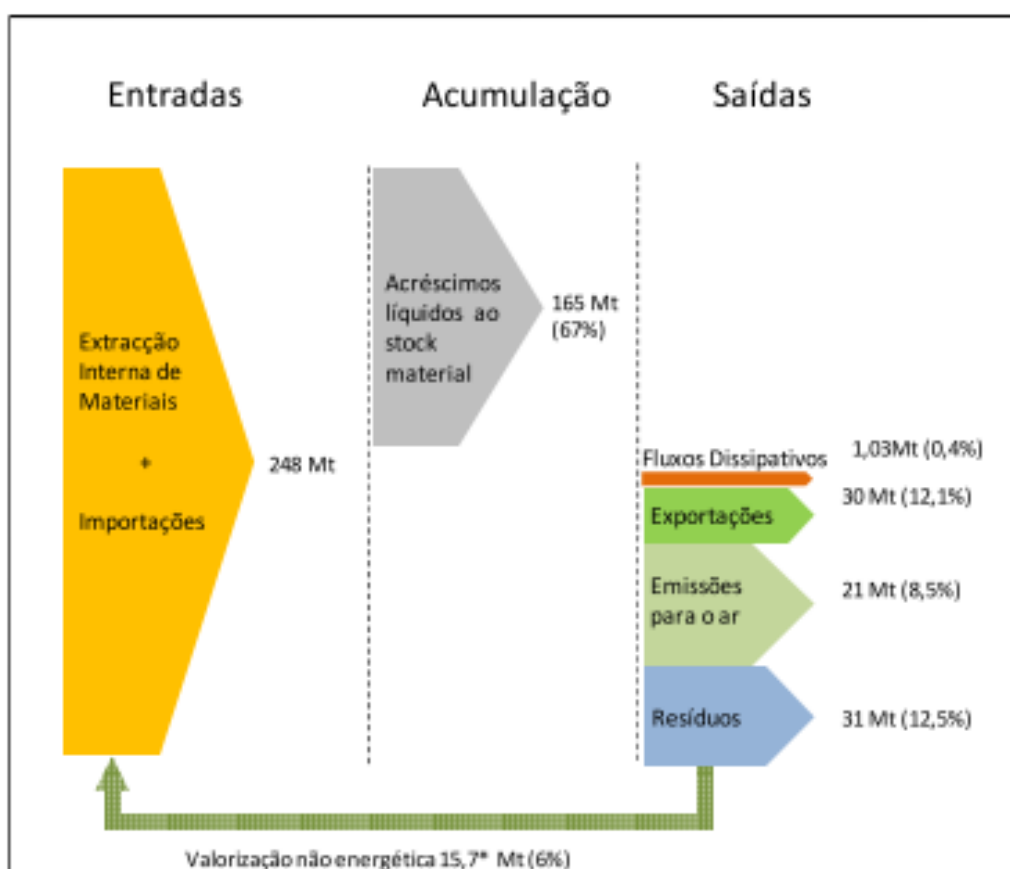 Entradas
Acumulação
Saídas
Extracção
Interna de
Materiais
+
Importações
248 Mt
Acréscimos
líquidos ao
stock
material
165 Mt
(67%)
Fluxos Dissipativos
1,03Mt (0,4%)
Exportações
30 Mt (12,1%)
Emissões
para o ar
21 Mt (8,5%)
Resíduos
31 Mt (12,5%)
Valorização não energética 15,7* Mt (6%)